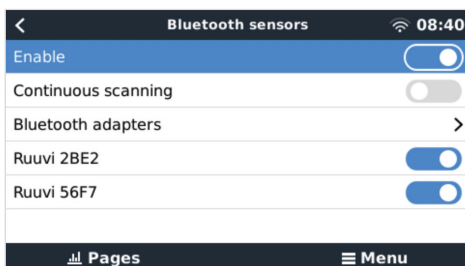 Bluetooth sensors 08:40
Enable
Continuous scanning
Bluetooth adapters
Ruuvi 2BE2
Ruuvi 56F7
Pages Menu